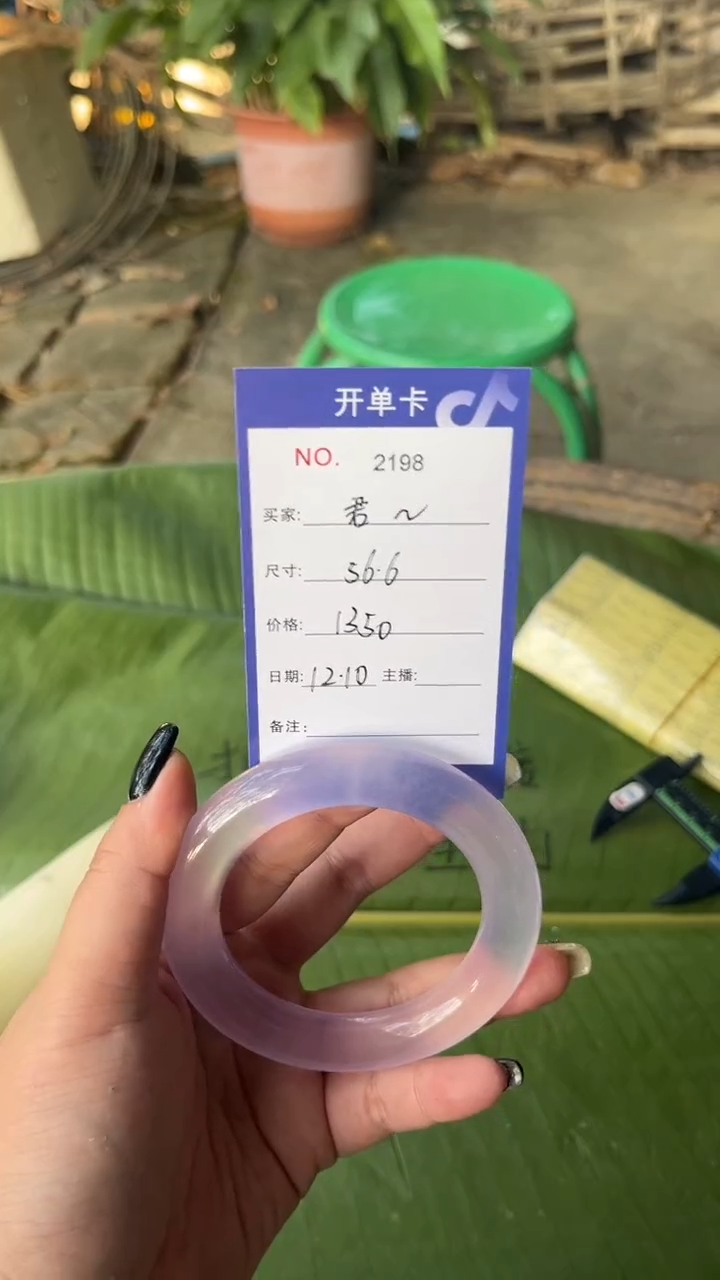 开单卡
NO. 2198
买家: 君~
尺寸: 56.6
价格: 1350
日期: 12.10 主播:
备注: